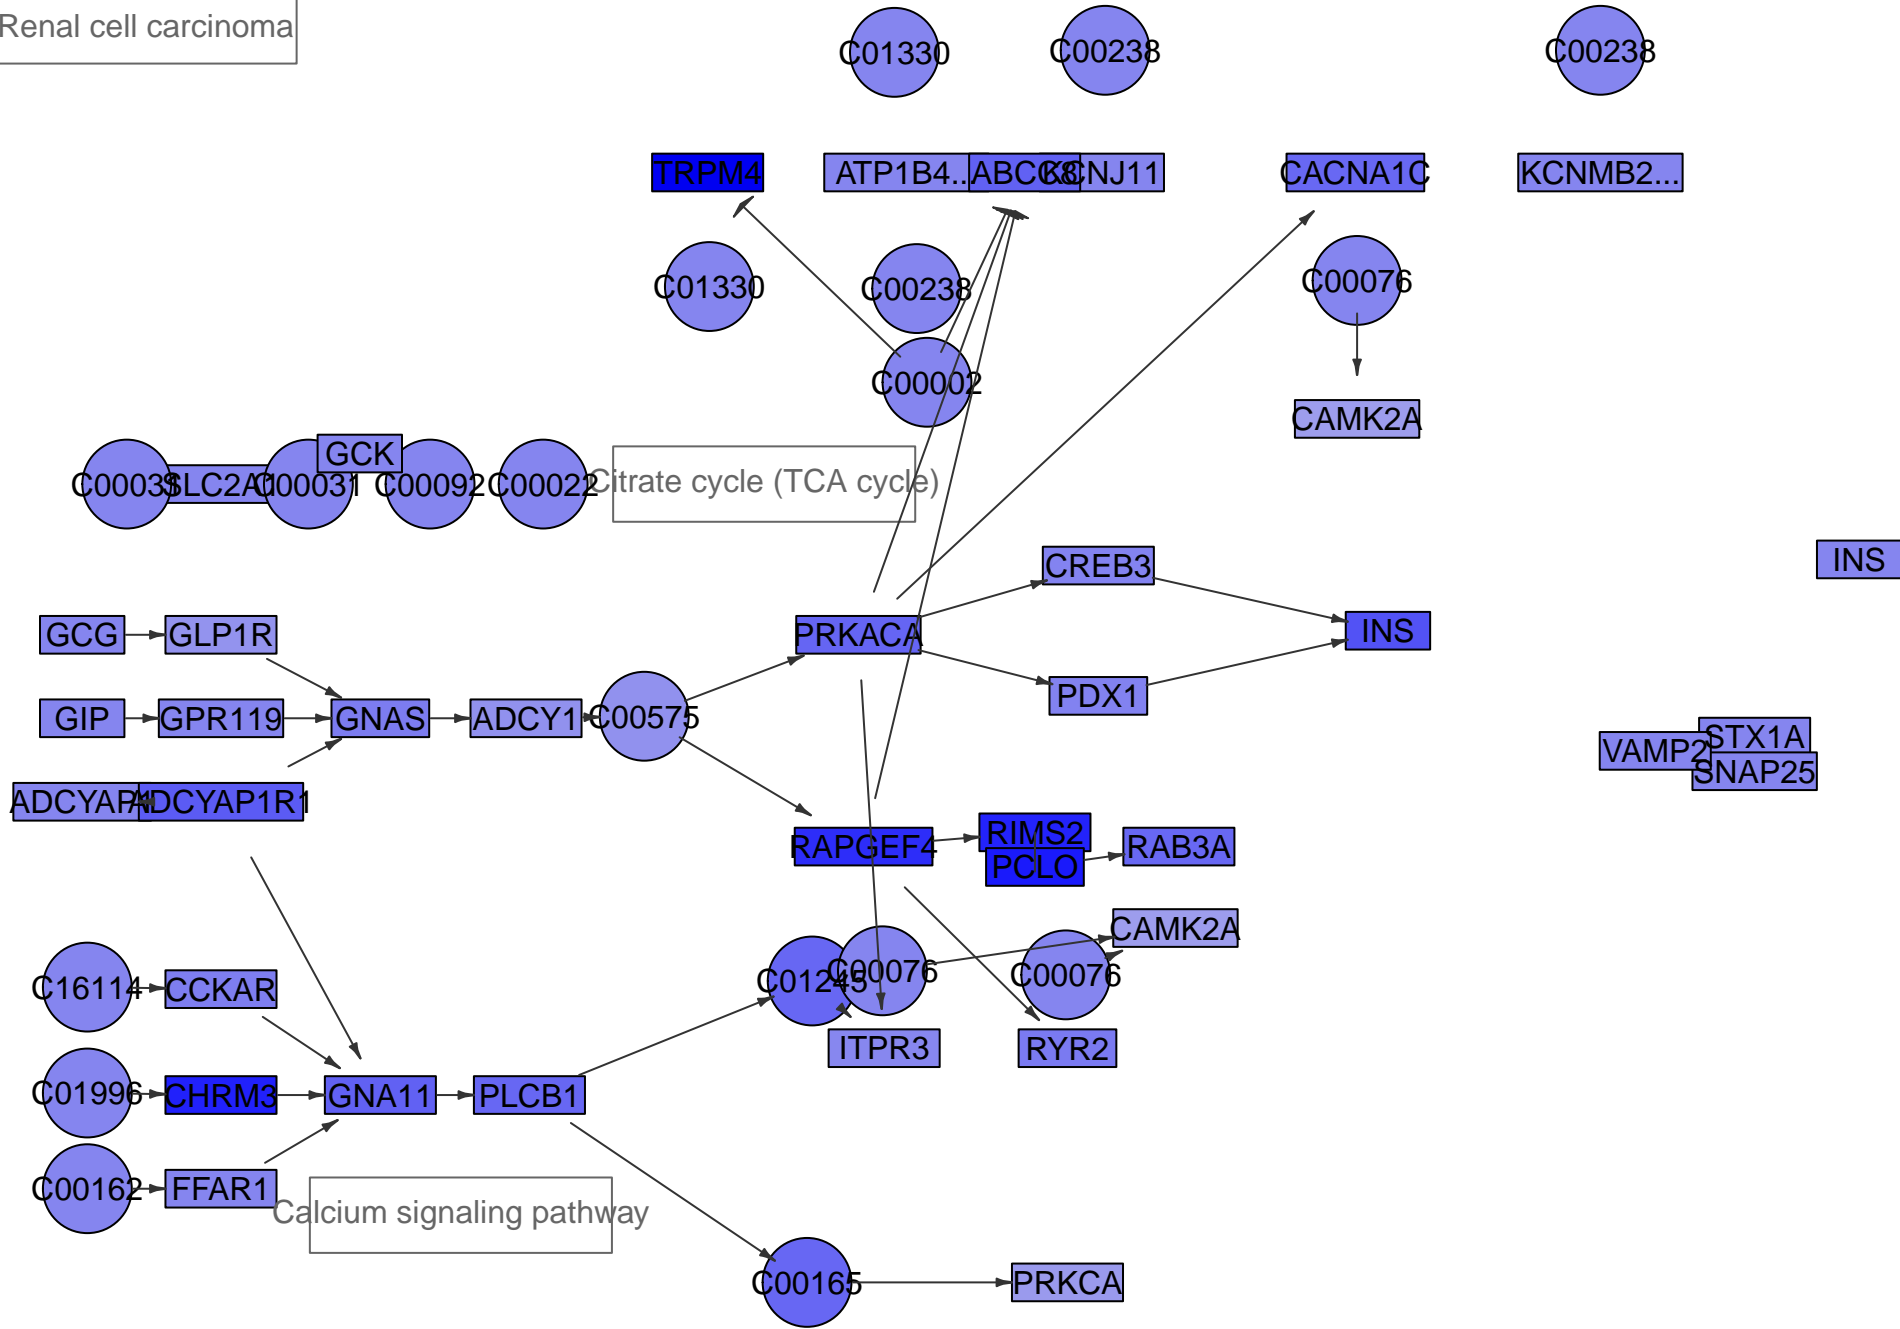 Renal cell carcinoma
C01330
C00238
C00238
TRPM4
ATP1B4...
ABCC8
KCNJ11
CACNA1C
KCNMB2...
C01330
C00238
C00076
C00002
CAMK2A
C00031
SLC2A1
C00031
GCK
C00092
C00022
Citrate cycle (TCA cycle)
CREB3
INS
GCG
GLP1R
PRKACA
INS
PDX1
GIP
GPR119
GNAS
ADCY1
C00575
VAMP2
STX1A
SNAP25
ADCYAP1
ADCYAP1R1
RAPGEF4
RIMS2
PCLO
RAB3A
CAMK2A
C16114
CCKAR
C01245
C00076
C00076
ITPR3
RYR2
C01996
CHRM3
GNA11
PLCB1
C00162
FFAR1
Calcium signaling pathway
C00165
PRKCA